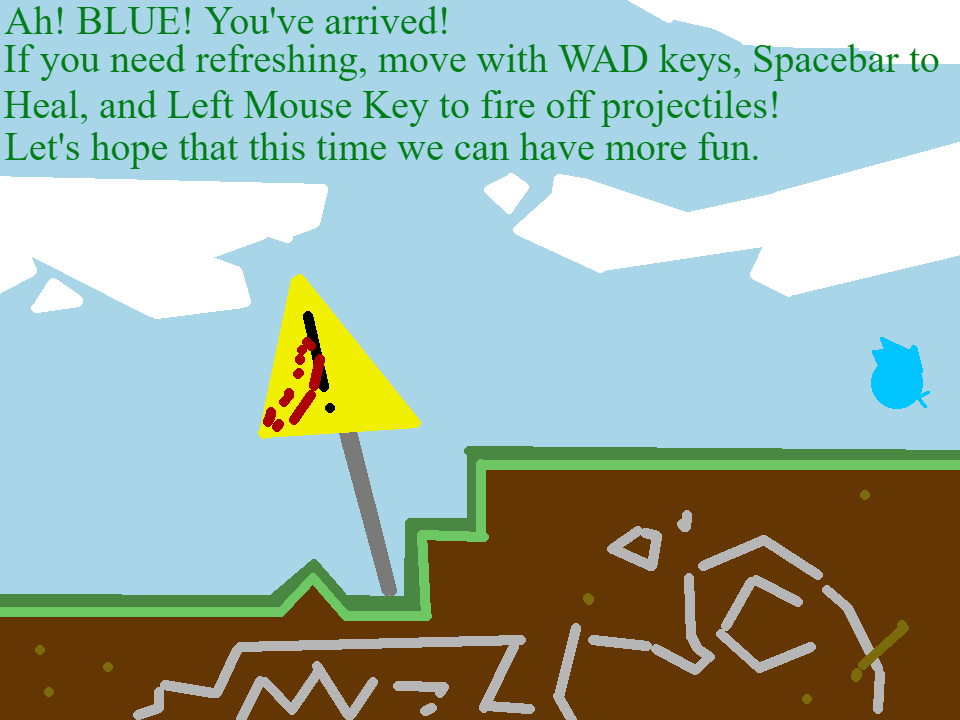 Ah! BLUE! You've arrived!
If you need refreshing, move with WAD keys, Spacebar to
Heal, and Left Mouse Key to fire off projectiles!
Let's hope that this time we can have more fun.
!